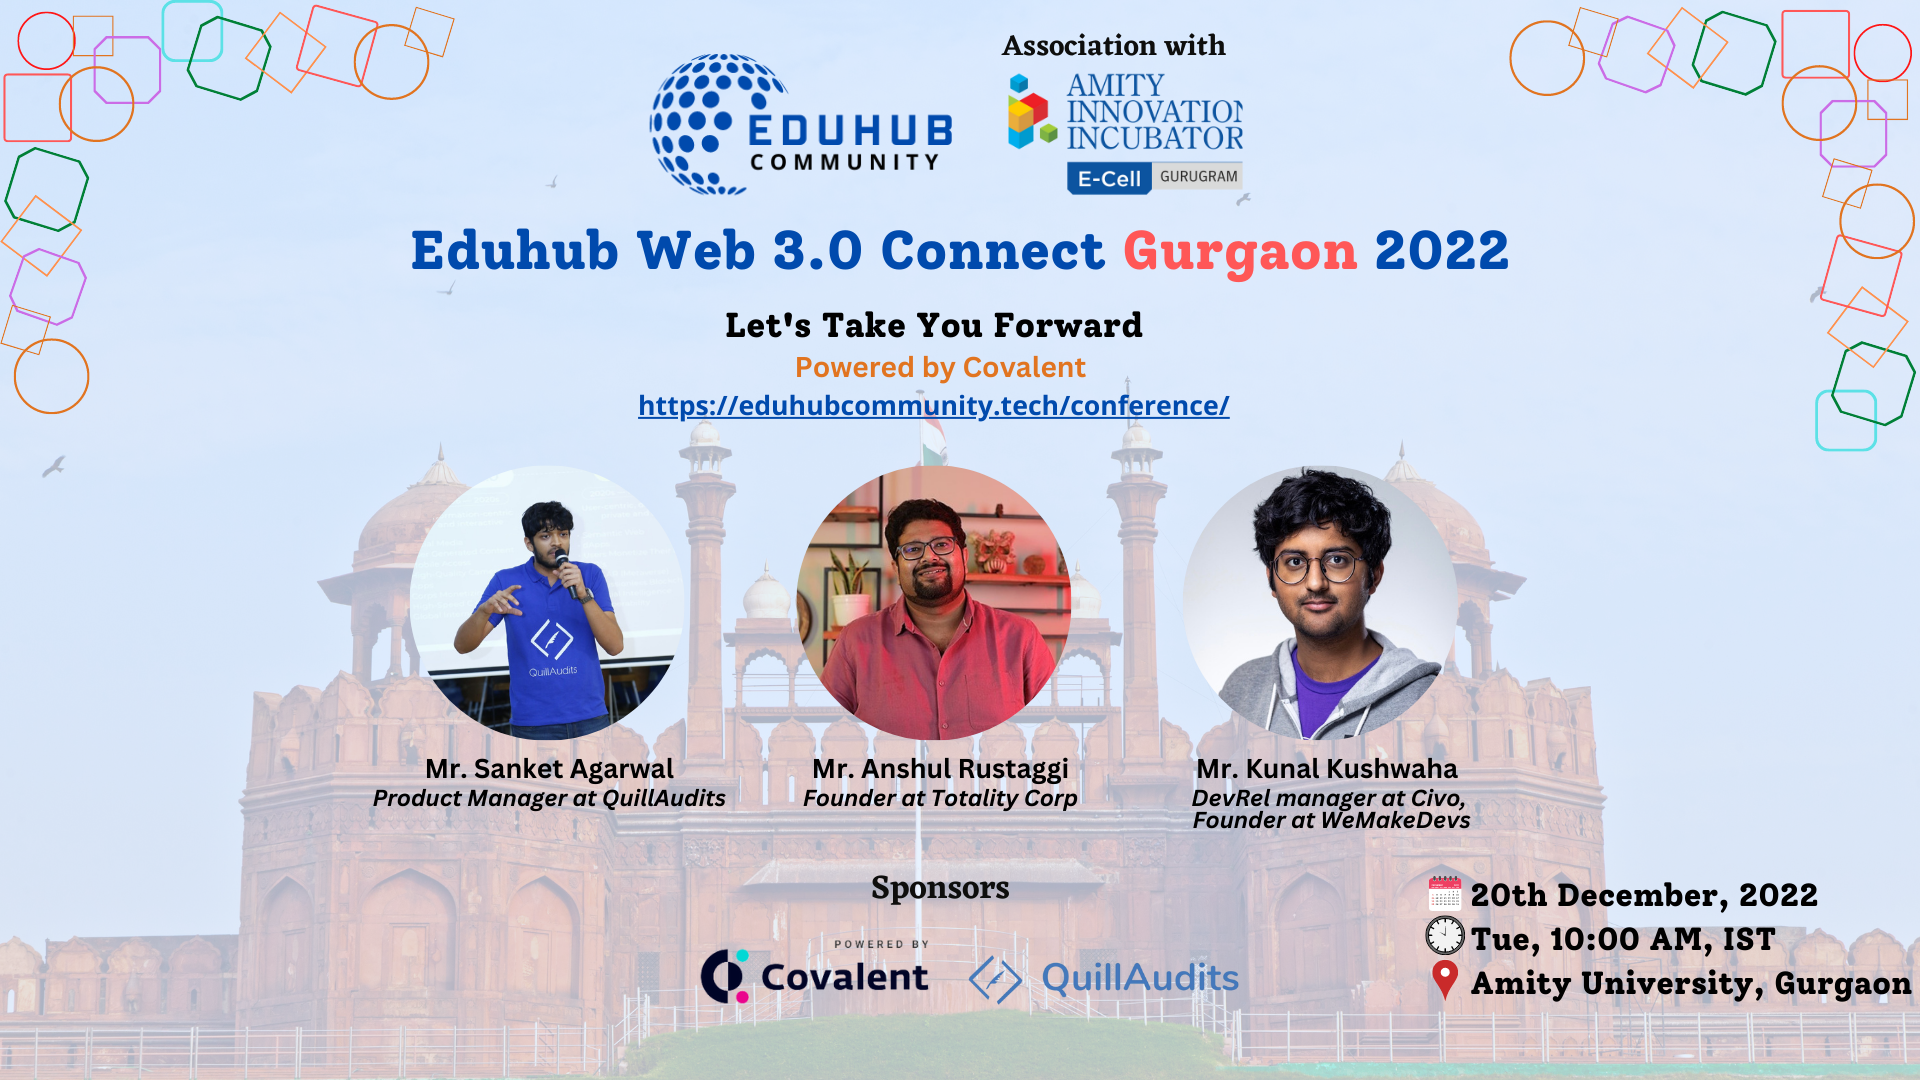 Association with
EDUHUB
COMMUNITY
AMITY
INNOVATION
INCUBATOR
E-Cell GURUGRAM
Eduhub Web 3.0 Connect Gurgaon 2022
Let's Take You Forward
Powered by Covalent
https://eduhubcommunity.tech/conference/
QuillAudits
Mr. Sanket Agarwal
Product Manager at QuillAudits
Mr. Anshul Rustaggi
Founder at Totality Corp
Mr. Kunal Kushwaha
DevRel manager at Civo,
Founder at WeMakeDevs
Sponsors
POWERED BY
Covalent
QuillAudits
20th December, 2022
Tue, 10:00 AM, IST
Amity University, Gurgaon